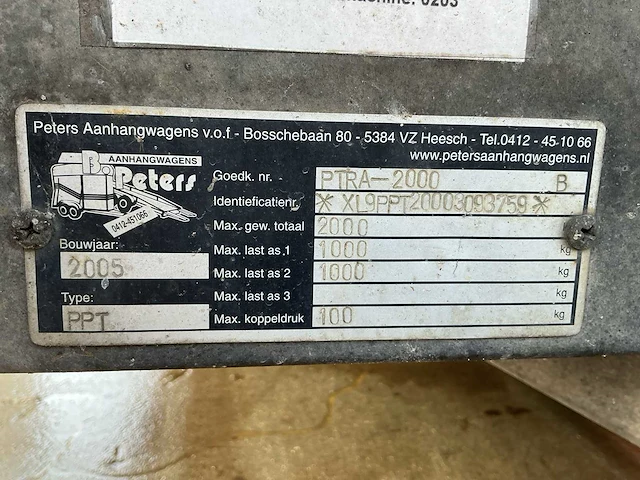 machine: 0203
Peters Aanhangwagens v.o.f - Bosschebaan 80 - 5384 VZ Heesch - Tel.0412 - 45 10 66
www.petersaanhangwagens.nl
AANHANGWAGENS
Peters
0412-451066
Goedk. nr. PTRA-2000 B
Identificatienr. * XL9PPT20003093759 *
Max. gew. totaal 2000
Bouwjaar: 2005
Max. last as 1 1000 kg
Max. last as 2 1000 kg
Max. last as 3 kg
Type: PPT
Max. koppeldruk 100 kg